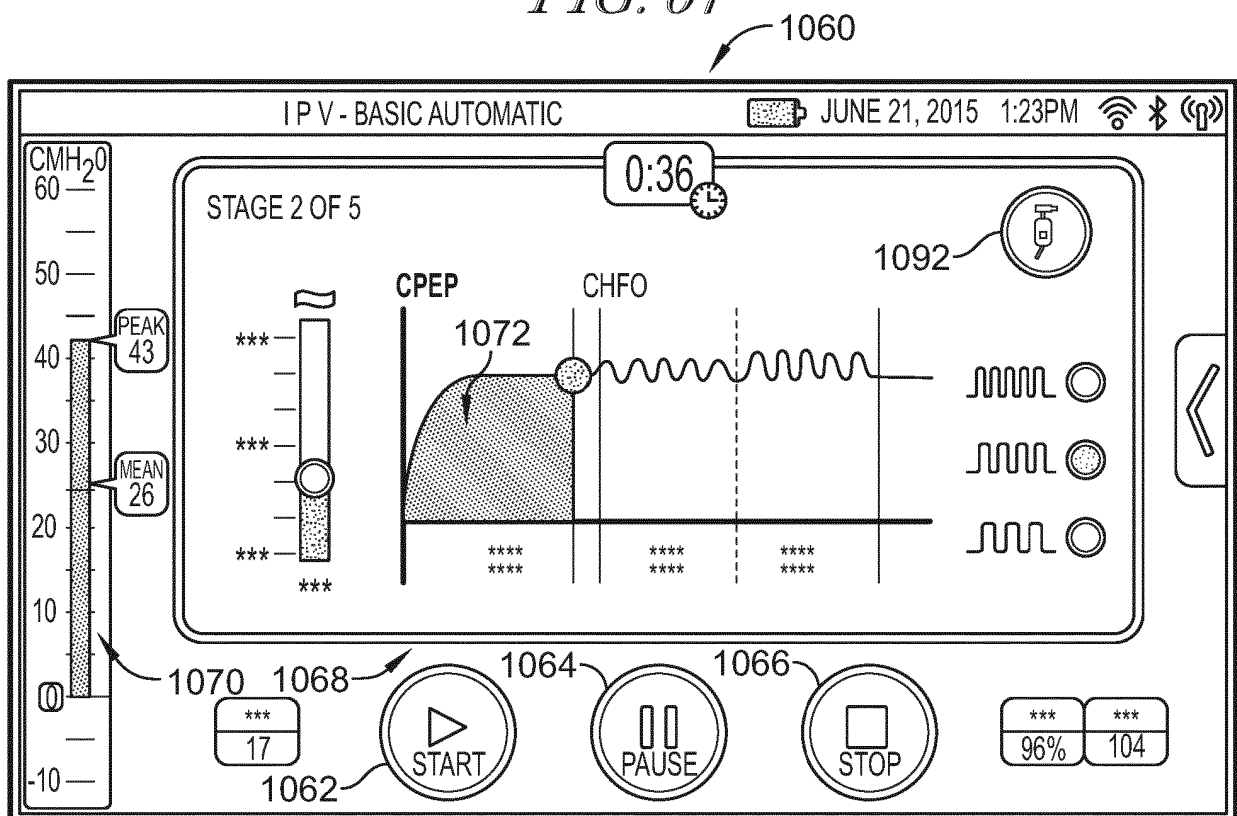 1060
I P V - BASIC AUTOMATIC JUNE 21, 2015 1:23PM
CMH20
60
50
40
30
20
10
0
-10
PEAK
43
MEAN
26
0:36
STAGE 2 OF 5
1092
CPEP CHFO
1072
***
***
***
***
**** **** ****
**** **** ****
1070
1068
1064
1066
1062
***
17
START
PAUSE
STOP
*** ***
96% 104